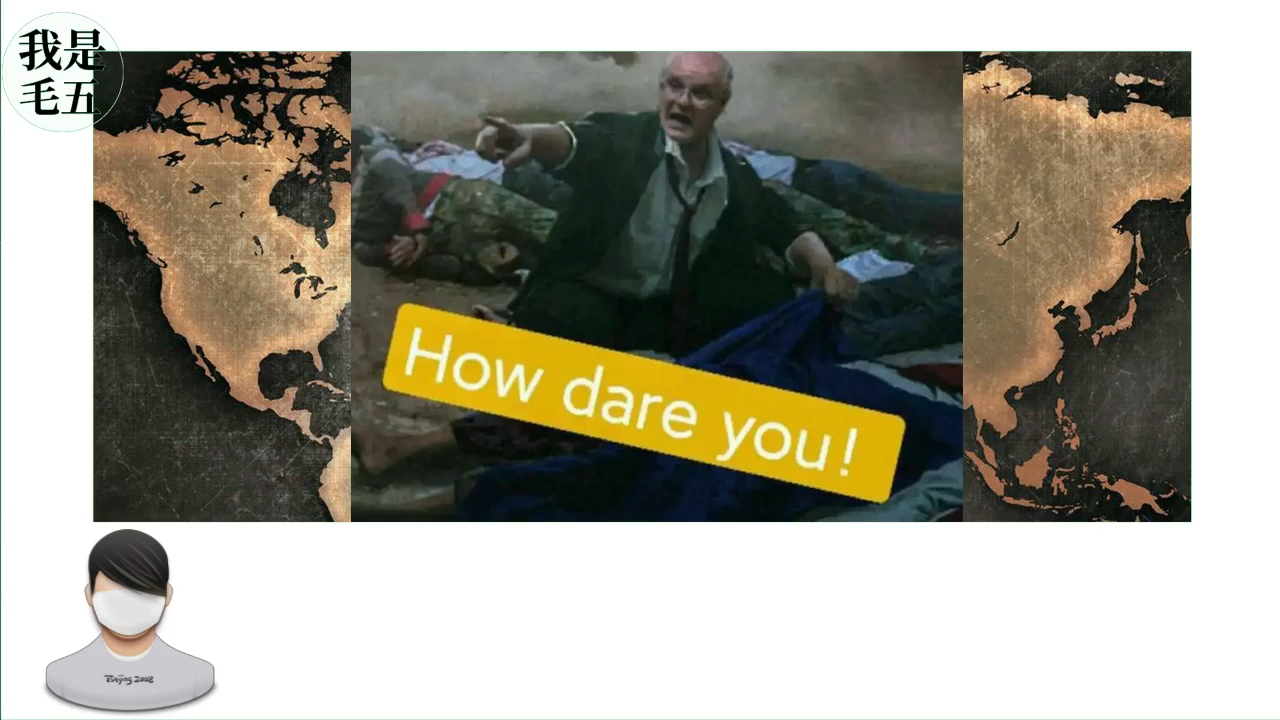 我是
毛五
How dare you!
Beijing 2008